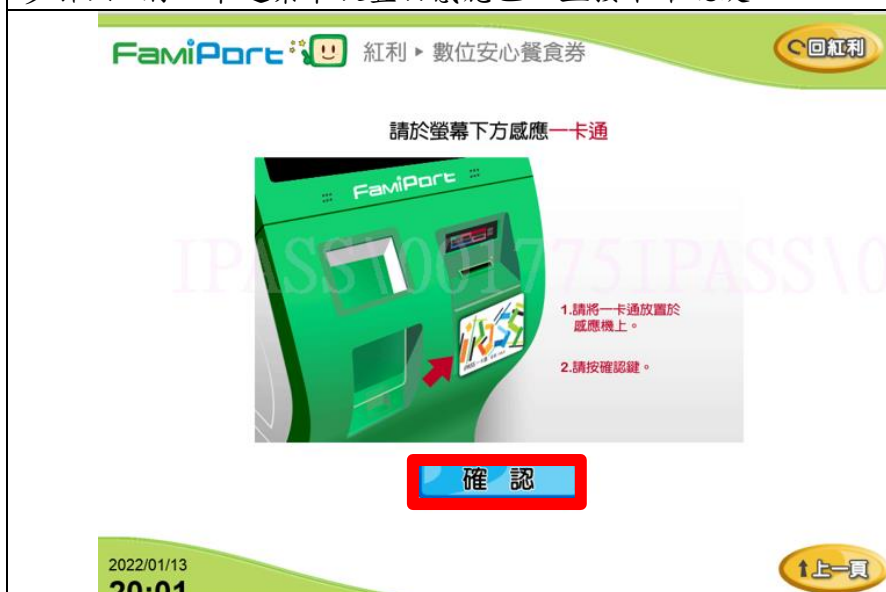 FamiPort 紅利 ▸ 數位安心餐食券
回紅利
請於螢幕下方感應一卡通
FamiPort
IPASS\0017751IPASS\0
1.請將一卡通放置於
感應機上。
2.請按確認鍵。
確 認
2022/01/13
20:01
上一頁